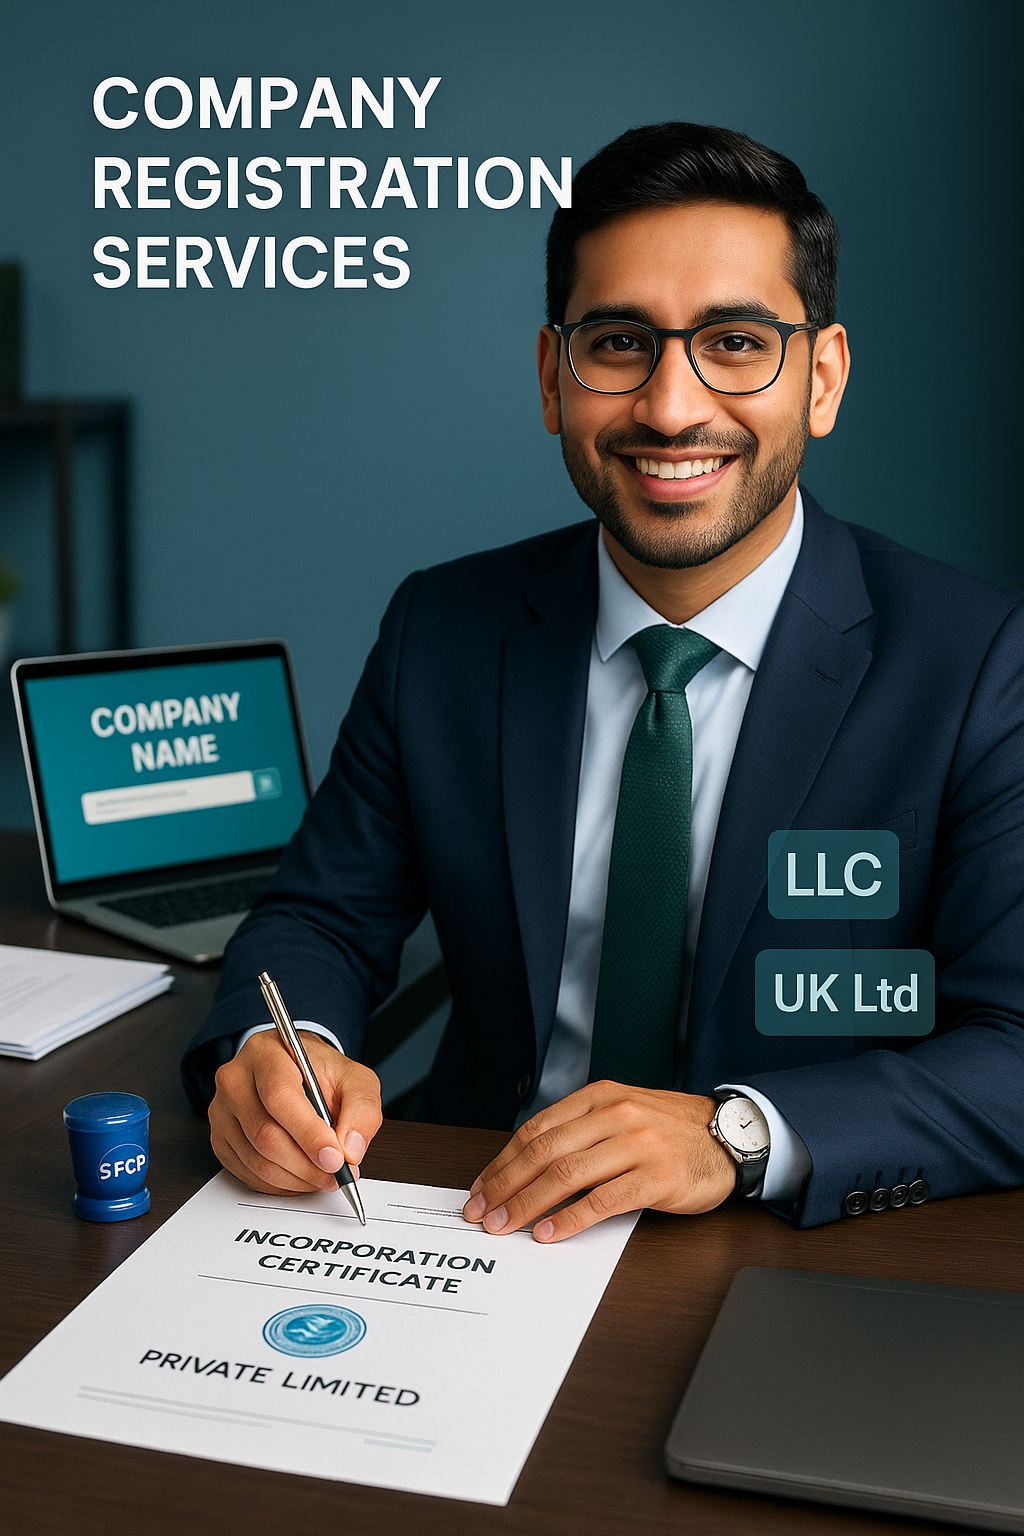 COMPANY
REGISTRATION
SERVICES
COMPANY
NAME
LLC
UK Ltd
SFCP
INCORPORATION
CERTIFICATE
PRIVATE LIMITED